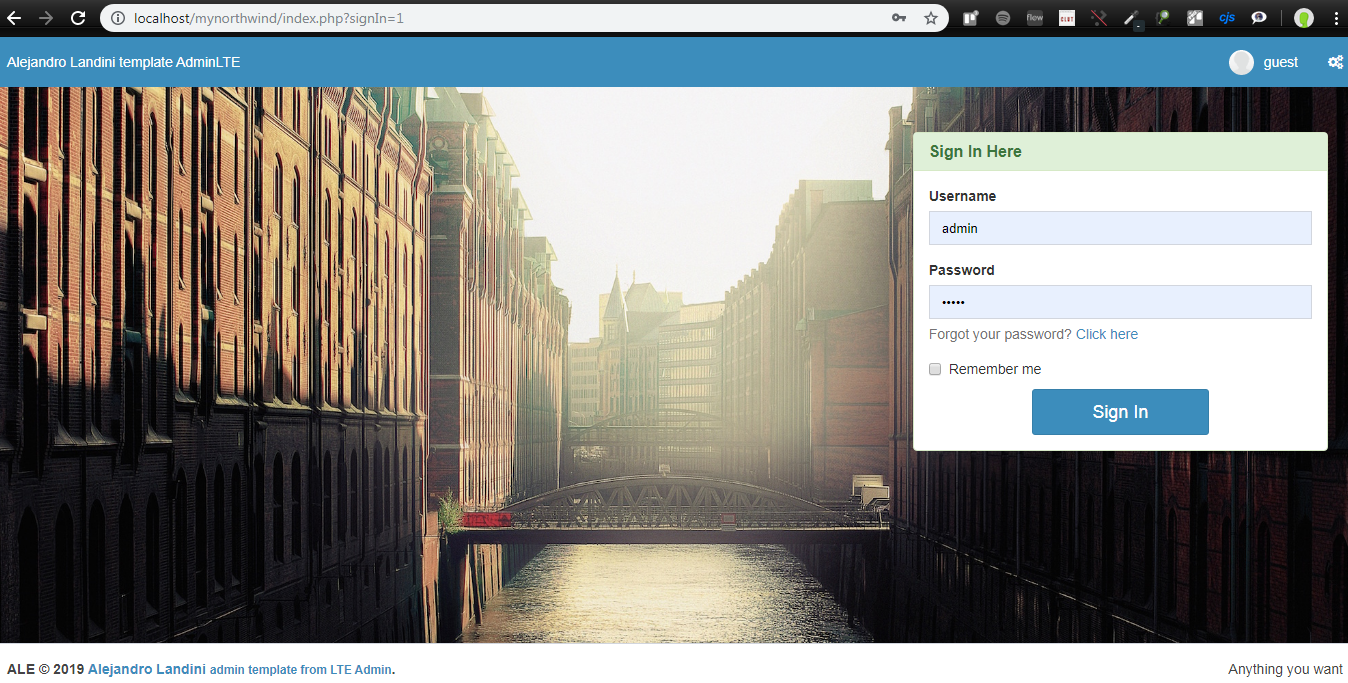 localhost/mynorthwind/index.php?signIn=1
flow
cjs
Alejandro Landini template AdminLTE
guest
Sign In Here
Username
admin
Password
•••••
Forgot your password? Click here
Remember me
Sign In
ALE © 2019 Alejandro Landini admin template from LTE Admin.
Anything you want